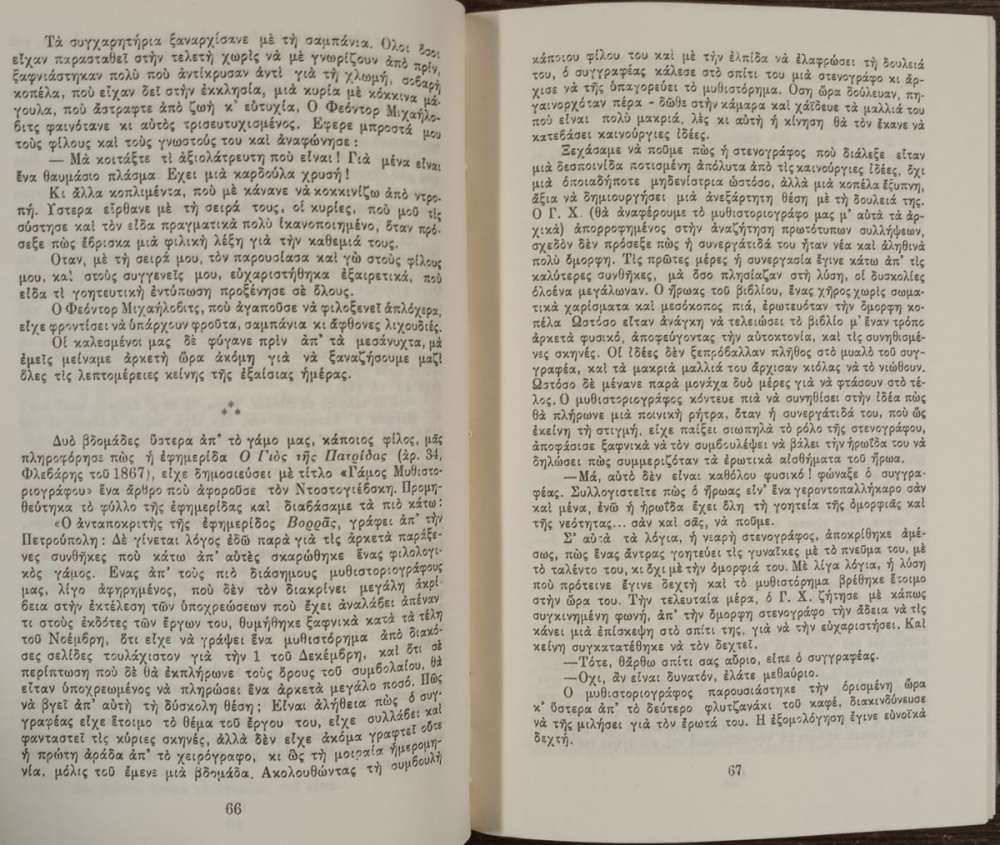 Τὰ συγχαρητήρια ξαναρχίσανε μὲ τὴ σαμπάνια. Ὅλοι ὅσοι
εἶχαν παρασταθεῖ στὴν τελετὴ χωρὶς νὰ μὲ γνωρίζουν ἀπὸ πρίν,
ξαφνιάστηκαν πολὺ ποὺ ἀντίκρυσαν ἀντὶ γιὰ τὴ χλωμή, σοβαρὴ
κοπέλα, ποὺ εἶχαν δεῖ στὴν ἐκκλησία, μιὰ κυρία μὲ κόκκινα μά-
γουλα, ποὺ ἄστραφτε ἀπὸ ζωὴ κ' εὐτυχία, Ὁ Φεόντορ Μιχαήλο-
βιτς φαινότανε κι αὐτὸς τρισευτυχισμένος. Ἔφερε μπροστά μου
τοὺς φίλους καὶ τοὺς γνωστούς του καὶ ἀναφώνησε :
— Μὰ κοιτάξτε τί ἀξιολάτρευτη ποὺ εἶναι! Γιὰ μένα εἶναι
ἕνα θαυμάσιο πλάσμα Ἔχει μιὰ καρδούλα χρυσή!
Κι ἄλλα κοπλιμέντα, ποὺ μὲ κάνανε νὰ κοκκινίζω ἀπὸ ντρο-
πή. Ὕστερα εἴρθανε μὲ τὴ σειρά τους, οἱ κυρίες, ποὺ μοῦ τὶς
σύστησε καὶ τὸν εἶδα πραγματικὰ πολὺ ἱκανοποιημένο, ὅταν πρό-
σεξε πὼς ἔβρισκα μιὰ φιλικὴ λέξη γιὰ τὴν καθεμιά τους.
Ὅταν, μὲ τὴ σειρά μου, τὸν παρουσίασα καὶ γὼ στοὺς φίλους
μου, καὶ στοὺς συγγενεῖς μου, εὐχαριστήθηκα ἐξαιρετικά, ποὺ
εἶδα τί γοητευτικὴ ἐντύπωση προξένησε σὲ ὅλους.
Ὁ Φεόντορ Μιχαήλοβιτς, ποὺ ἀγαποῦσε νὰ φιλοξενεῖ ἁπλόχερα,
εἶχε φροντίσει νὰ ὑπάρχουν φροῦτα, σαμπάνια κι ἄφθονες λιχουδιές.
Οἱ καλεσμένοι μας δὲ φύγανε πρὶν ἀπ' τὰ μεσάνυχτα, μὰ
ἐμεῖς μείναμε ἀρκετὴ ὥρα ἀκόμη γιὰ νὰ ξαναζήσουμε μαζὶ
ὅλες τὶς λεπτομέρειες κείνης τῆς ἐξαίσιας ἡμέρας.
⁂
Δυὸ βδομάδες ὕστερα ἀπ' τὸ γάμο μας, κάποιος φίλος, μᾶς
πληροφόρησε πὼς ἡ ἐφημερίδα Ὁ Γιὸς τῆς Πατρίδας (ἀρ. 34,
Φλεβάρης τοῦ 1867), εἶχε δημοσιεύσει μὲ τίτλο «Γάμος Μυθιστο-
ριογράφου» ἕνα ἄρθρο ποὺ ἀφοροῦσε τὸν Ντοστογιέβσκη. Προμη-
θεύτηκα τὸ φύλλο τῆς ἐφημερίδας καὶ διαβάσαμε τὰ πιὸ κάτω:
«Ὁ ἀνταποκριτὴς τῆς ἐφημερίδος Βορρᾶς, γράφει ἀπ' τὴν
Πετρούπολη : Δὲ γίνεται λόγος ἐδῶ παρὰ γιὰ τὶς ἀρκετὰ παράξε-
νες συνθῆκες ποὺ κάτω ἀπ' αὐτὲς σκαρώθηκε ἕνας φιλολογι-
κὸς γάμος. Ἕνας ἀπ' τοὺς πιὸ διάσημους μυθιστοριογράφους
μας, λίγο ἀφηρημένος, ποὺ δὲν τὸν διακρίνει μεγάλη ἀκρί-
βεια στὴν ἐκτέλεση τῶν ὑποχρεώσεων ποὺ ἔχει ἀναλάβει ἀπέναν-
τι στοὺς ἐκδότες τῶν ἔργων του, θυμήθηκε ξαφνικὰ κατὰ τὰ τέλη
τοῦ Νοέμβρη, ὅτι εἶχε νὰ γράψει ἕνα μυθιστόρημα ἀπὸ διακό-
σες σελίδες τουλάχιστον γιὰ τὴν 1 τοῦ Δεκέμβρη, καὶ ὅτι σὲ
περίπτωση ποὺ δὲ θὰ ἐκπλήρωνε τοὺς ὅρους τοῦ συμβολαίου, θὰ
εἴταν ὑποχρεωμένος νὰ πληρώσει ἕνα ἀρκετὰ μεγάλο ποσό. Πῶς
νὰ βγεῖ ἀπ' αὐτὴ τὴ δύσκολη θέση ; Εἶναι ἀλήθεια πὼς ὁ συγ-
γραφέας εἶχε ἕτοιμο τὸ θέμα τοῦ ἔργου του, εἶχε συλλάβει καὶ
φανταστεῖ τὶς κύριες σκηνές, ἀλλὰ δὲν εἶχε ἀκόμα γραφτεῖ οὔτε
ἡ πρώτη ἀράδα ἀπ' τὸ χειρόγραφο, κι ὣς τὴ μοιραία ἡμερομη-
νία, μόλις τοῦ ἔμενε μιὰ βδομάδα. Ἀκολουθώντας τὴ συμβουλὴ
66
κάποιου φίλου του καὶ μὲ τὴν ἐλπίδα νὰ ἐλαφρώσει τὴ δουλειά
του, ὁ συγγραφέας, κάλεσε στὸ σπίτι του μιὰ στενογράφο κι ἄρ-
χισε νὰ τῆς ὑπαγορεύει τὸ μυθιστόρημα. Ὅση ὥρα δούλευαν, πη-
γαινορχόταν πέρα - δῶθε στὴν κάμαρα καὶ χάϊδευε τὰ μαλλιά του
ποὺ εἶναι πολὺ μακριά, λὲς κι αὐτὴ ἡ κίνηση θὰ τὸν ἔκανε νὰ
κατεβάσει καινούργιες ἰδέες.
Ξεχάσαμε νὰ ποῦμε πὼς ἡ στενογράφος ποὺ διάλεξε εἴταν
μιὰ δεσποινίδα ποτισμένη ἀπόλυτα ἀπὸ τὶς καινούργιες ἰδέες, ὄχι
μιὰ ὁποιαδήποτε μηδενίστρια ὡστόσο, ἀλλὰ μιὰ κοπέλα ἔξυπνη,
ἄξια νὰ δημιουργήσει μιὰ ἀνεξάρτητη θέση μὲ τὴ δουλειά της.
Ὁ Γ. Χ. (θὰ ἀναφέρουμε τὸ μυθιστοριογράφο μας μ' αὐτὰ τὰ ἀρ-
χικὰ) ἀπορροφημένος στὴν ἀναζήτηση πρωτότυπων συλλήψεων,
σχεδὸν δὲν πρόσεξε πὼς ἡ συνεργάτιδά του ἦταν νέα καὶ ἀληθινὰ
πολὺ ὄμορφη. Τὶς πρῶτες μέρες ἡ συνεργασία ἔγινε κάτω ἀπ' τὶς
καλύτερες συνθῆκες, μὰ ὅσο πλησίαζαν στὴ λύση, οἱ δυσκολίες
ὁλοένα μεγάλωναν. Ὁ ἥρωας τοῦ βιβλίου, ἕνας χῆρος χωρὶς σωμα-
τικὰ χαρίσματα καὶ μεσόκοπος πιά, ἐρωτευόταν τὴν ὄμορφη κο-
πέλα Ὡστόσο εἴταν ἀνάγκη νὰ τελειώσει τὸ βιβλίο μ' ἕναν τρόπο
ἀρκετὰ φυσικό, ἀποφεύγοντας τὴν αὐτοκτονία, καὶ τὶς συνηθισμέ-
νες σκηνές. Οἱ ἰδέες δὲν ξεπρόβαλλαν πλῆθος στὸ μυαλὸ τοῦ συγ-
γραφέα, καὶ τὰ μακριὰ μαλλιά του ἄρχισαν κιόλας νὰ τὸ νιώθουν.
Ὡστόσο δὲ μένανε παρὰ μονάχα δυὸ μέρες γιὰ νὰ φτάσουν στὸ τέ-
λος. Ὁ μυθιστοριογράφος κόντευε πιὰ νὰ συνηθίσει στὴν ἰδέα πὼς
θὰ πλήρωνε μιὰ ποινικὴ ρήτρα, ὅταν ἡ συνεργάτιδά του, ποὺ ὣς
ἐκείνη τὴ στιγμή, εἶχε παίξει σιωπηλὰ τὸ ρόλο τῆς στενογράφου,
ἀποφάσισε ξαφνικὰ νὰ τὸν συμβουλέψει νὰ βάλει τὴν ἡρωΐδα του νὰ
δηλώσει πὼς συμμεριζόταν τὰ ἐρωτικὰ αἰσθήματα τοῦ ἥρωα.
—Μά, αὐτὸ δὲν εἶναι καθόλου φυσικό! φώναξε ὁ συγγρα-
φέας. Συλλογιστεῖτε πὼς ὁ ἥρωας εἶν' ἕνα γεροντοπαλλήκαρο σὰν
καὶ μένα, ἐνῶ ἡ ἡρωΐδα ἔχει ὅλη τὴ γοητεία τῆς ὀμορφιᾶς καὶ
τῆς νεότητας... σὰν καὶ σᾶς, νὰ ποῦμε.
Σ' αὐτὰ τὰ λόγια, ἡ νιαρὴ στενογράφος, ἀποκρίθηκε ἀμέ-
σως, πὼς ἕνας ἄντρας γοητεύει τὶς γυναῖκες μὲ τὸ πνεῦμα του, μὲ
τὸ ταλέντο του, κι ὄχι μὲ τὴν ὀμορφιά του. Μὲ λίγα λόγια, ἡ λύση
ποὺ πρότεινε ἔγινε δεχτὴ καὶ τὸ μυθιστόρημα βρέθηκε ἕτοιμο
στὴν ὥρα του. Τὴν τελευταία μέρα, ὁ Γ. Χ. ζήτησε μὲ κάπως
συγκινημένη φωνή, ἀπ' τὴν ὄμορφη στενογράφο τὴν ἄδεια νὰ τῆς
κάνει μιὰ ἐπίσκεψη στὸ σπίτι της, γιὰ νὰ τὴν εὐχαριστήσει. Καὶ
κείνη συγκατατέθηκε νὰ τὸν δεχτεῖ.
—Τότε, θἄρθω σπίτι σας αὔριο, εἶπε ὁ συγγραφέας.
—Ὄχι, ἂν εἶναι δυνατόν, ἐλᾶτε μεθαύριο.
Ὁ μυθιστοριογράφος παρουσιάστηκε τὴν ὁρισμένη ὥρα
κ' ὕστερα ἀπ' τὸ δεύτερο φλυτζανάκι τοῦ καφέ, διακινδύνευσε
νὰ τῆς μιλήσει γιὰ τὸν ἔρωτά του. Ἡ ἐξομολόγηση ἔγινε εὐνοϊκὰ
δεχτή.
67